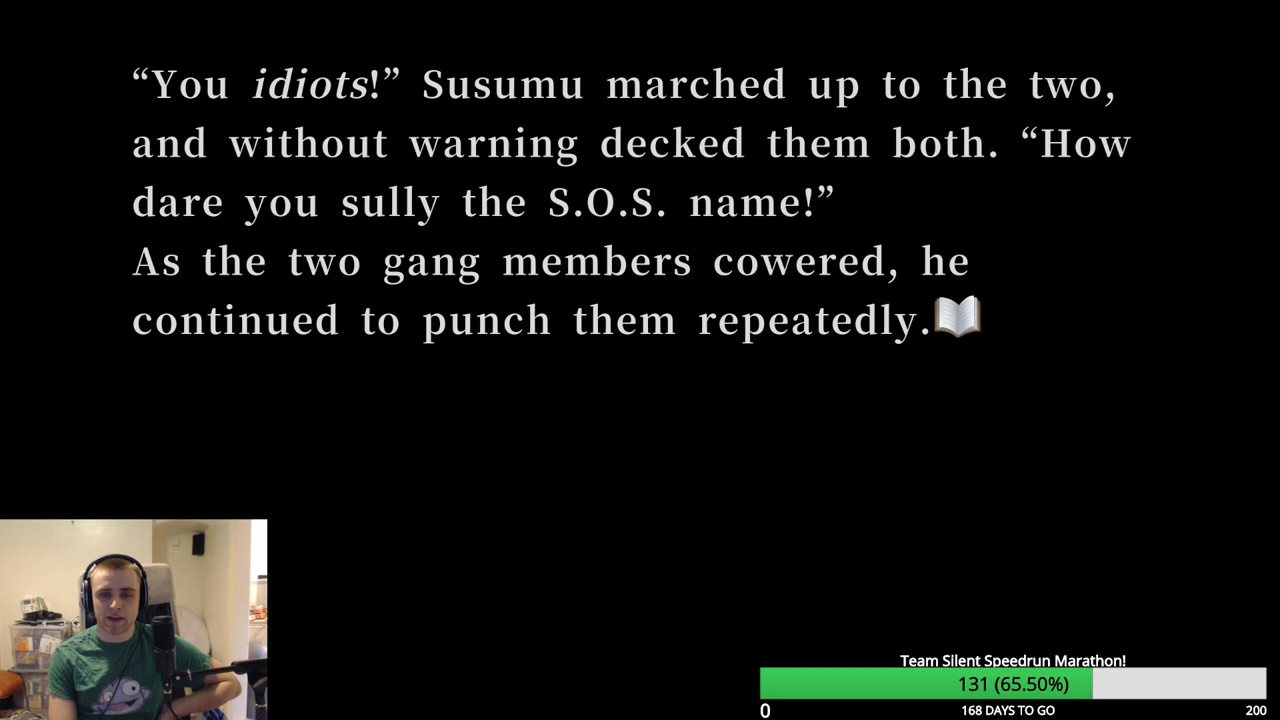 “You idiots!” Susumu marched up to the two,
and without warning decked them both. “How
dare you sully the S.O.S. name!”
As the two gang members cowered, he
continued to punch them repeatedly.
Team Silent Speedrun Marathon!
131 (65.50%)
0
168 DAYS TO GO
200